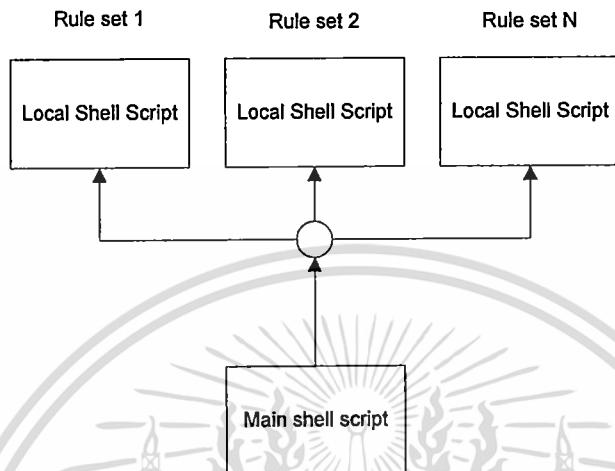 Rule set 1
Rule set 2
Rule set N
Local Shell Script
Local Shell Script
Local Shell Script
Main shell script